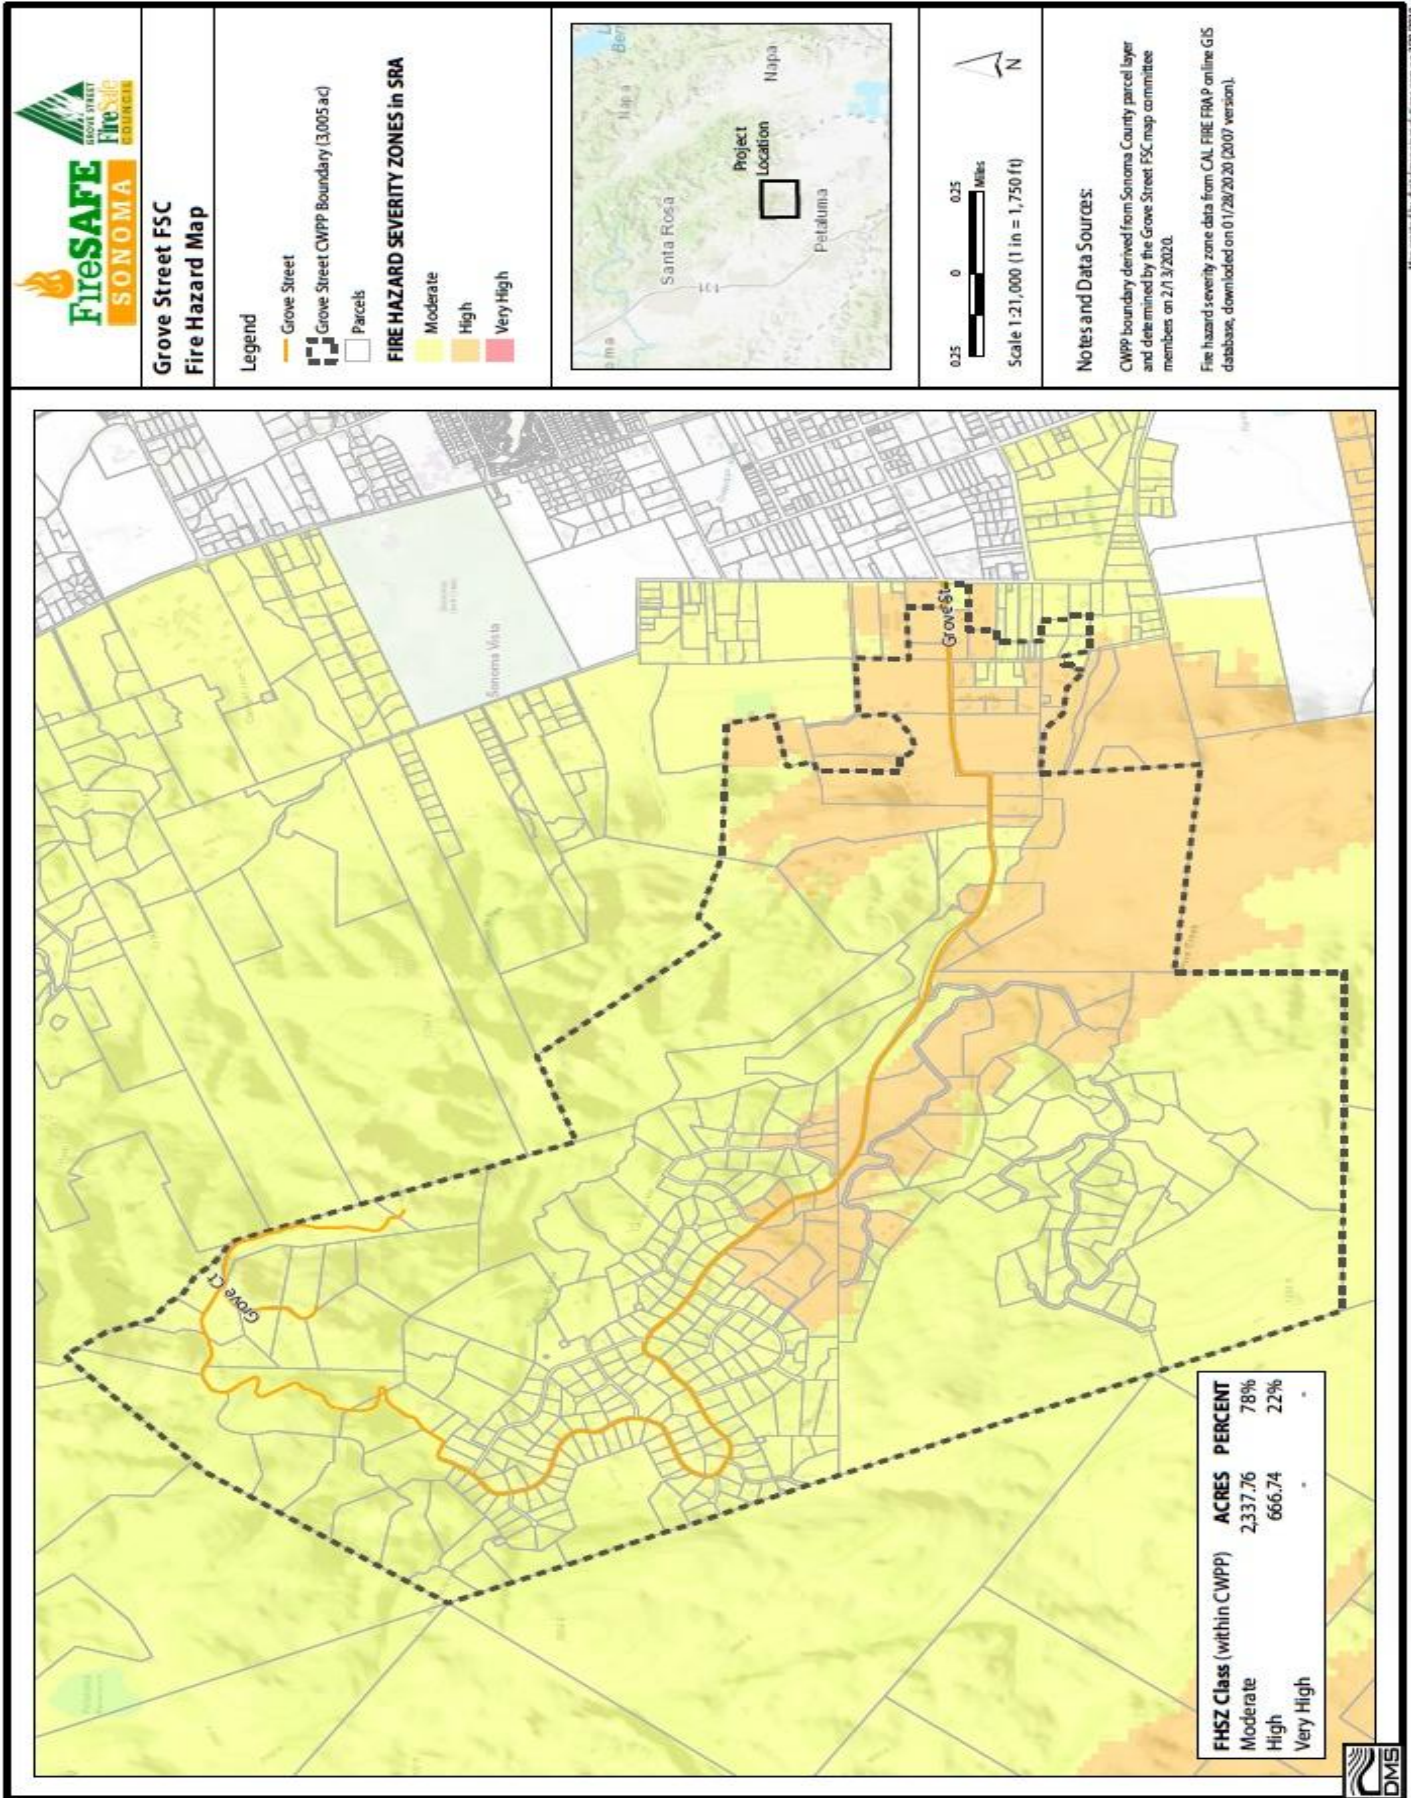 FireSAFE
SONOMA
GROVE STREET
FireSafe
COUNCIL
Grove Street FSC
Fire Hazard Map
Legend
Grove Street
Grove Street CWPP Boundary (3,005 ac)
Parcels
FIRE HAZARD SEVERITY ZONES in SRA
Moderate
High
Very High
Santa Rosa
Napa
Napa
Project
Location
Petaluma
101
0.25 0 0.25
Miles
N
Scale 1:21,000 (1 in = 1,750 ft)
Notes and Data Sources:
CWPP boundary derived from Sonoma County parcel layer
and determined by the Grove Street FSC map committee
members on 2/13/2020.
Fire hazard severity zone data from CAL FIRE FRAP online GIS
database, downloded on 01/28/2020 (2007 version).
Sonoma Vista
Grove St
Grove Ct
FHSZ Class (within CWPP) ACRES PERCENT
Moderate 2,337.76 78%
High 666.74 22%
Very High - -
DMS